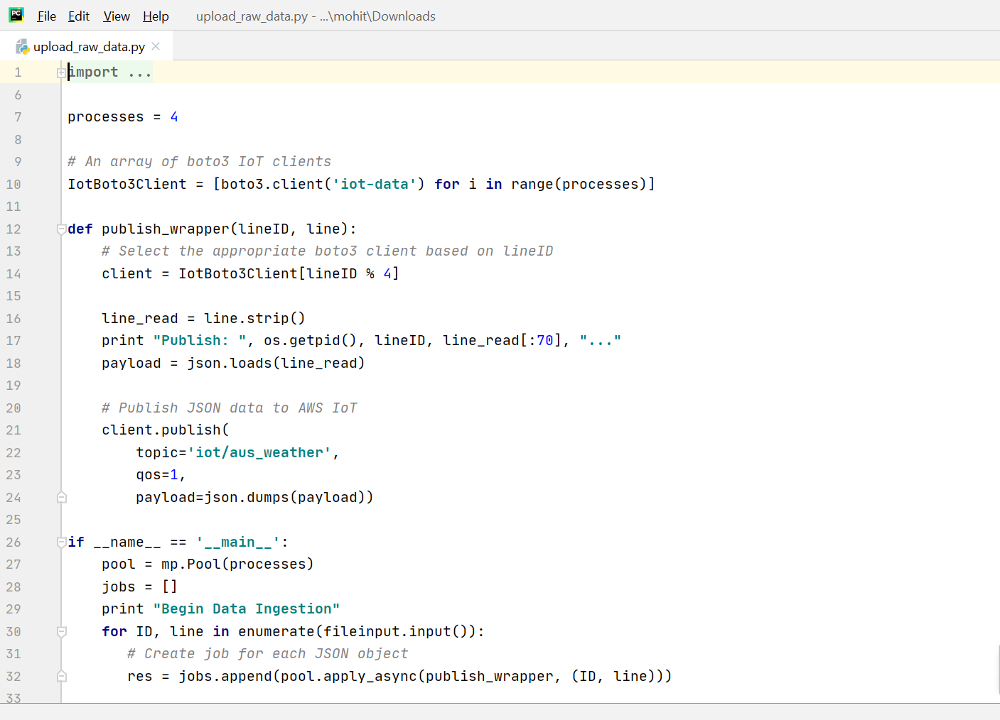 PC File Edit View Help upload_raw_data.py - ...\mohit\Downloads
upload_raw_data.py
1 import ...
6
7 processes = 4
8
9 # An array of boto3 IoT clients
10 IotBoto3Client = [boto3.client('iot-data') for i in range(processes)]
11
12 def publish_wrapper(lineID, line):
13     # Select the appropriate boto3 client based on lineID
14     client = IotBoto3Client[lineID % 4]
15
16     line_read = line.strip()
17     print "Publish: ", os.getpid(), lineID, line_read[:70], "..."
18     payload = json.loads(line_read)
19
20     # Publish JSON data to AWS IoT
21     client.publish(
22         topic='iot/aus_weather',
23         qos=1,
24         payload=json.dumps(payload))
25
26 if __name__ == '__main__':
27     pool = mp.Pool(processes)
28     jobs = []
29     print "Begin Data Ingestion"
30     for ID, line in enumerate(fileinput.input()):
31        # Create job for each JSON object
32        res = jobs.append(pool.apply_async(publish_wrapper, (ID, line)))
33